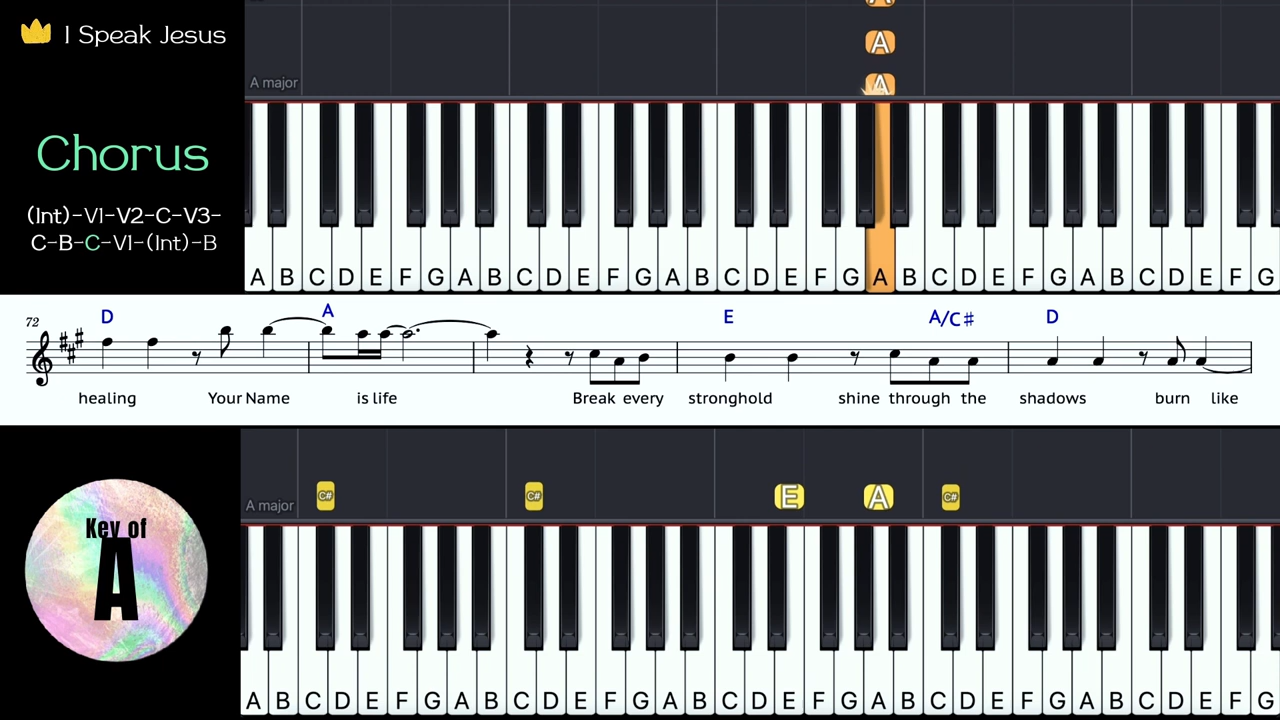 I Speak Jesus
A
A
A
A major
Chorus
(Int)-V1-V2-C-V3-
C-B-C-V1-(Int)-B
A B C D E F G A B C D E F G A B C D E F G A B C D E F G A B C D E F G
72 D A E A/C♯ D
healing Your Name is life Break every stronghold shine through the shadows burn like
C# C# E A C#
A major
Key of
A
A B C D E F G A B C D E F G A B C D E F G A B C D E F G A B C D E F G